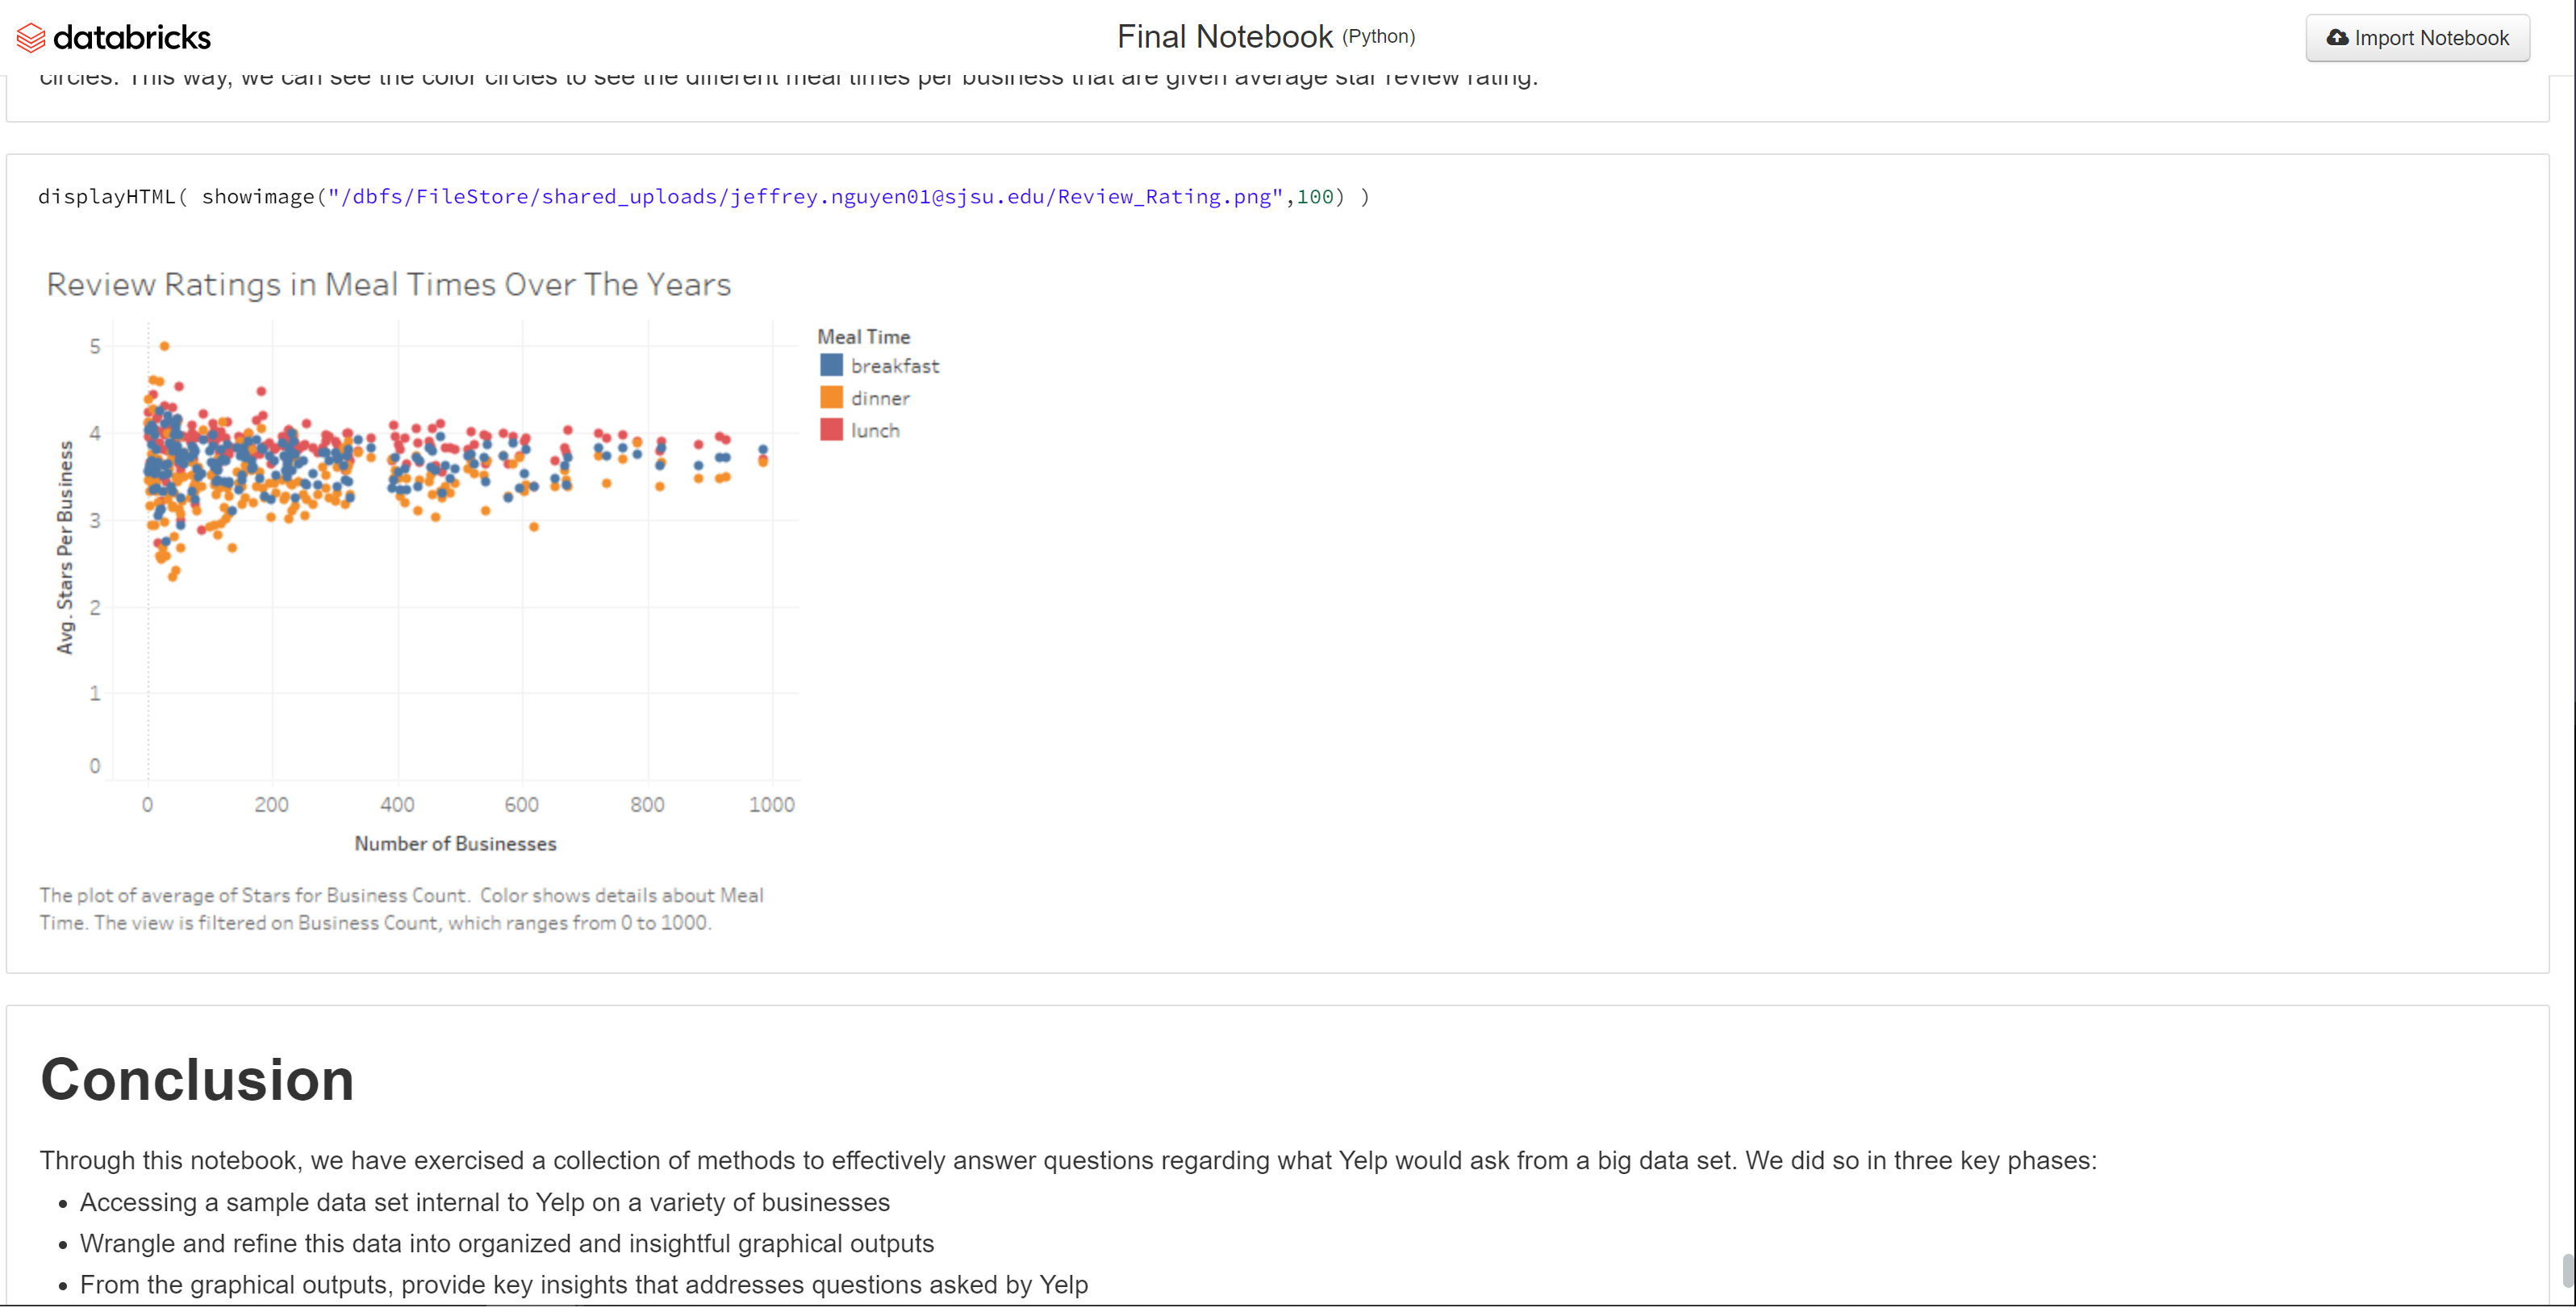 databricks
Final Notebook (Python)
Import Notebook
circles. This way, we can see the color circles to see the different meal times per business that are given average star review rating.
displayHTML( showimage("/dbfs/FileStore/shared_uploads/jeffrey.nguyen01@sjsu.edu/Review_Rating.png",100) )
Review Ratings in Meal Times Over The Years
Meal Time
breakfast
dinner
lunch
Avg. Stars Per Business
5
4
3
2
1
0
0 200 400 600 800 1000
Number of Businesses
The plot of average of Stars for Business Count. Color shows details about Meal
Time. The view is filtered on Business Count, which ranges from 0 to 1000.
Conclusion
Through this notebook, we have exercised a collection of methods to effectively answer questions regarding what Yelp would ask from a big data set. We did so in three key phases:
• Accessing a sample data set internal to Yelp on a variety of businesses
• Wrangle and refine this data into organized and insightful graphical outputs
• From the graphical outputs, provide key insights that addresses questions asked by Yelp